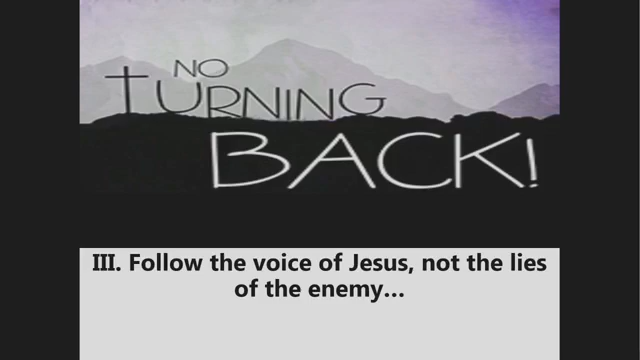 NO
TURNING
BACK!
III. Follow the voice of Jesus, not the lies
of the enemy...